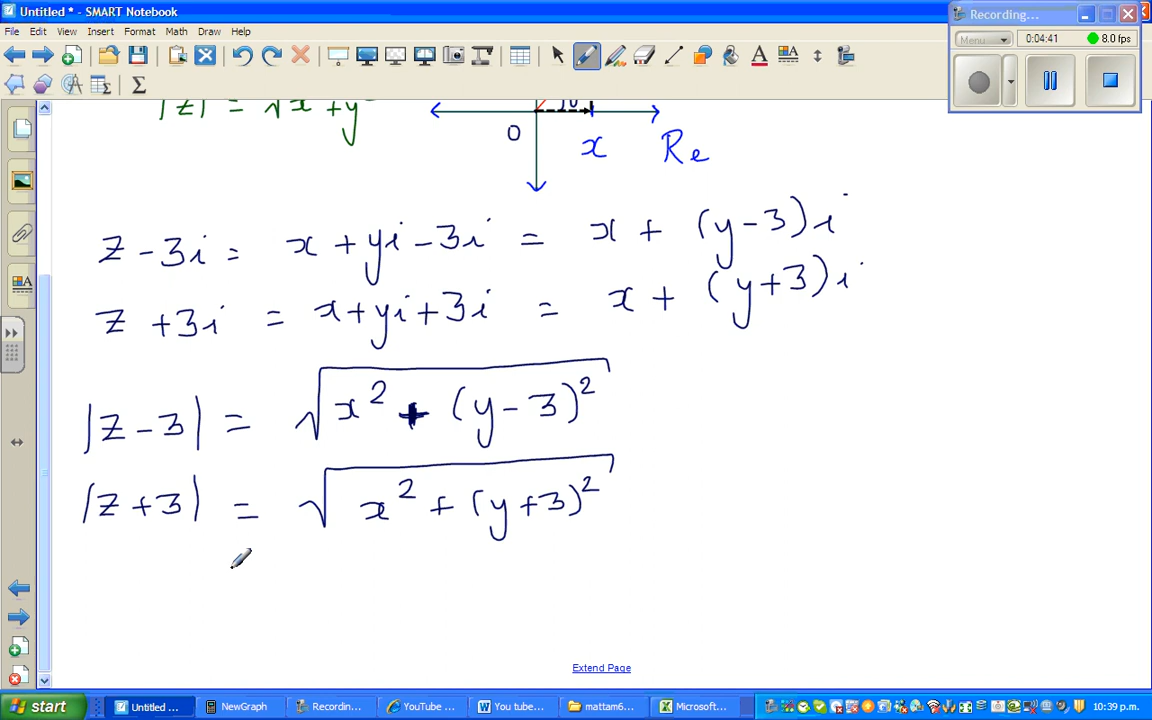 Untitled * - SMART Notebook
Recording...
File Edit View Insert Format Math Draw Help
Menu 0:04:41 8.0 fps
|z| = √x + y
0 x Re
z - 3i = x + yi - 3i = x + (y - 3)i
z + 3i = x + yi + 3i = x + (y + 3)i
|z - 3| = √x² + (y - 3)²
|z + 3| = √x² + (y + 3)²
Extend Page
start Untitled ... NewGraph Recordin... YouTube ... You tube... mattam6... Microsoft... 10:39 p.m.